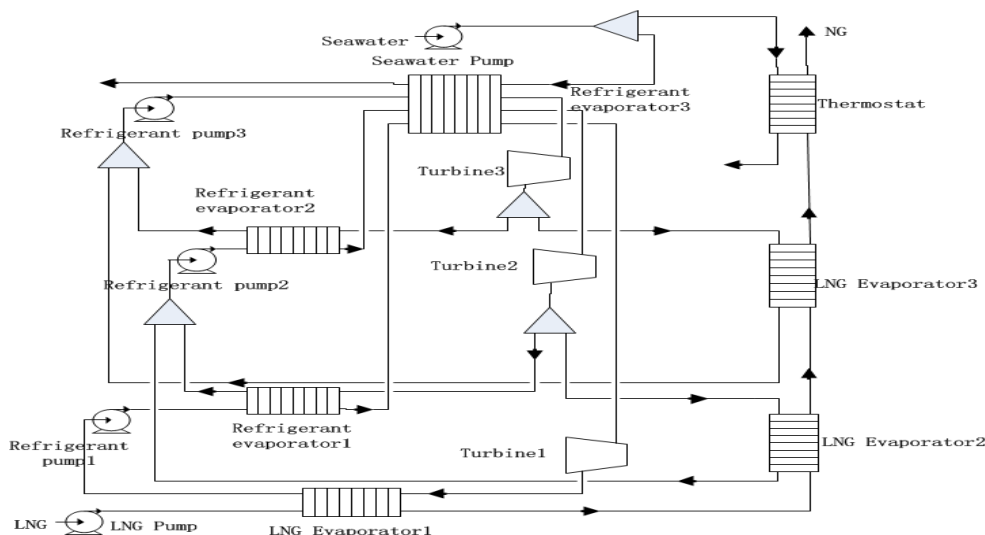 Seawater
Seawater Pump
NG
Refrigerant
evaporator3
Thermostat
Refrigerant pump3
Turbine3
Refrigerant
evaporator2
Turbine2
Refrigerant pump2
LNG Evaporator3
Refrigerant
evaporator1
Refrigerant
pump1
Turbine1
LNG Evaporator2
LNG
LNG Pump
LNG Evaporator1